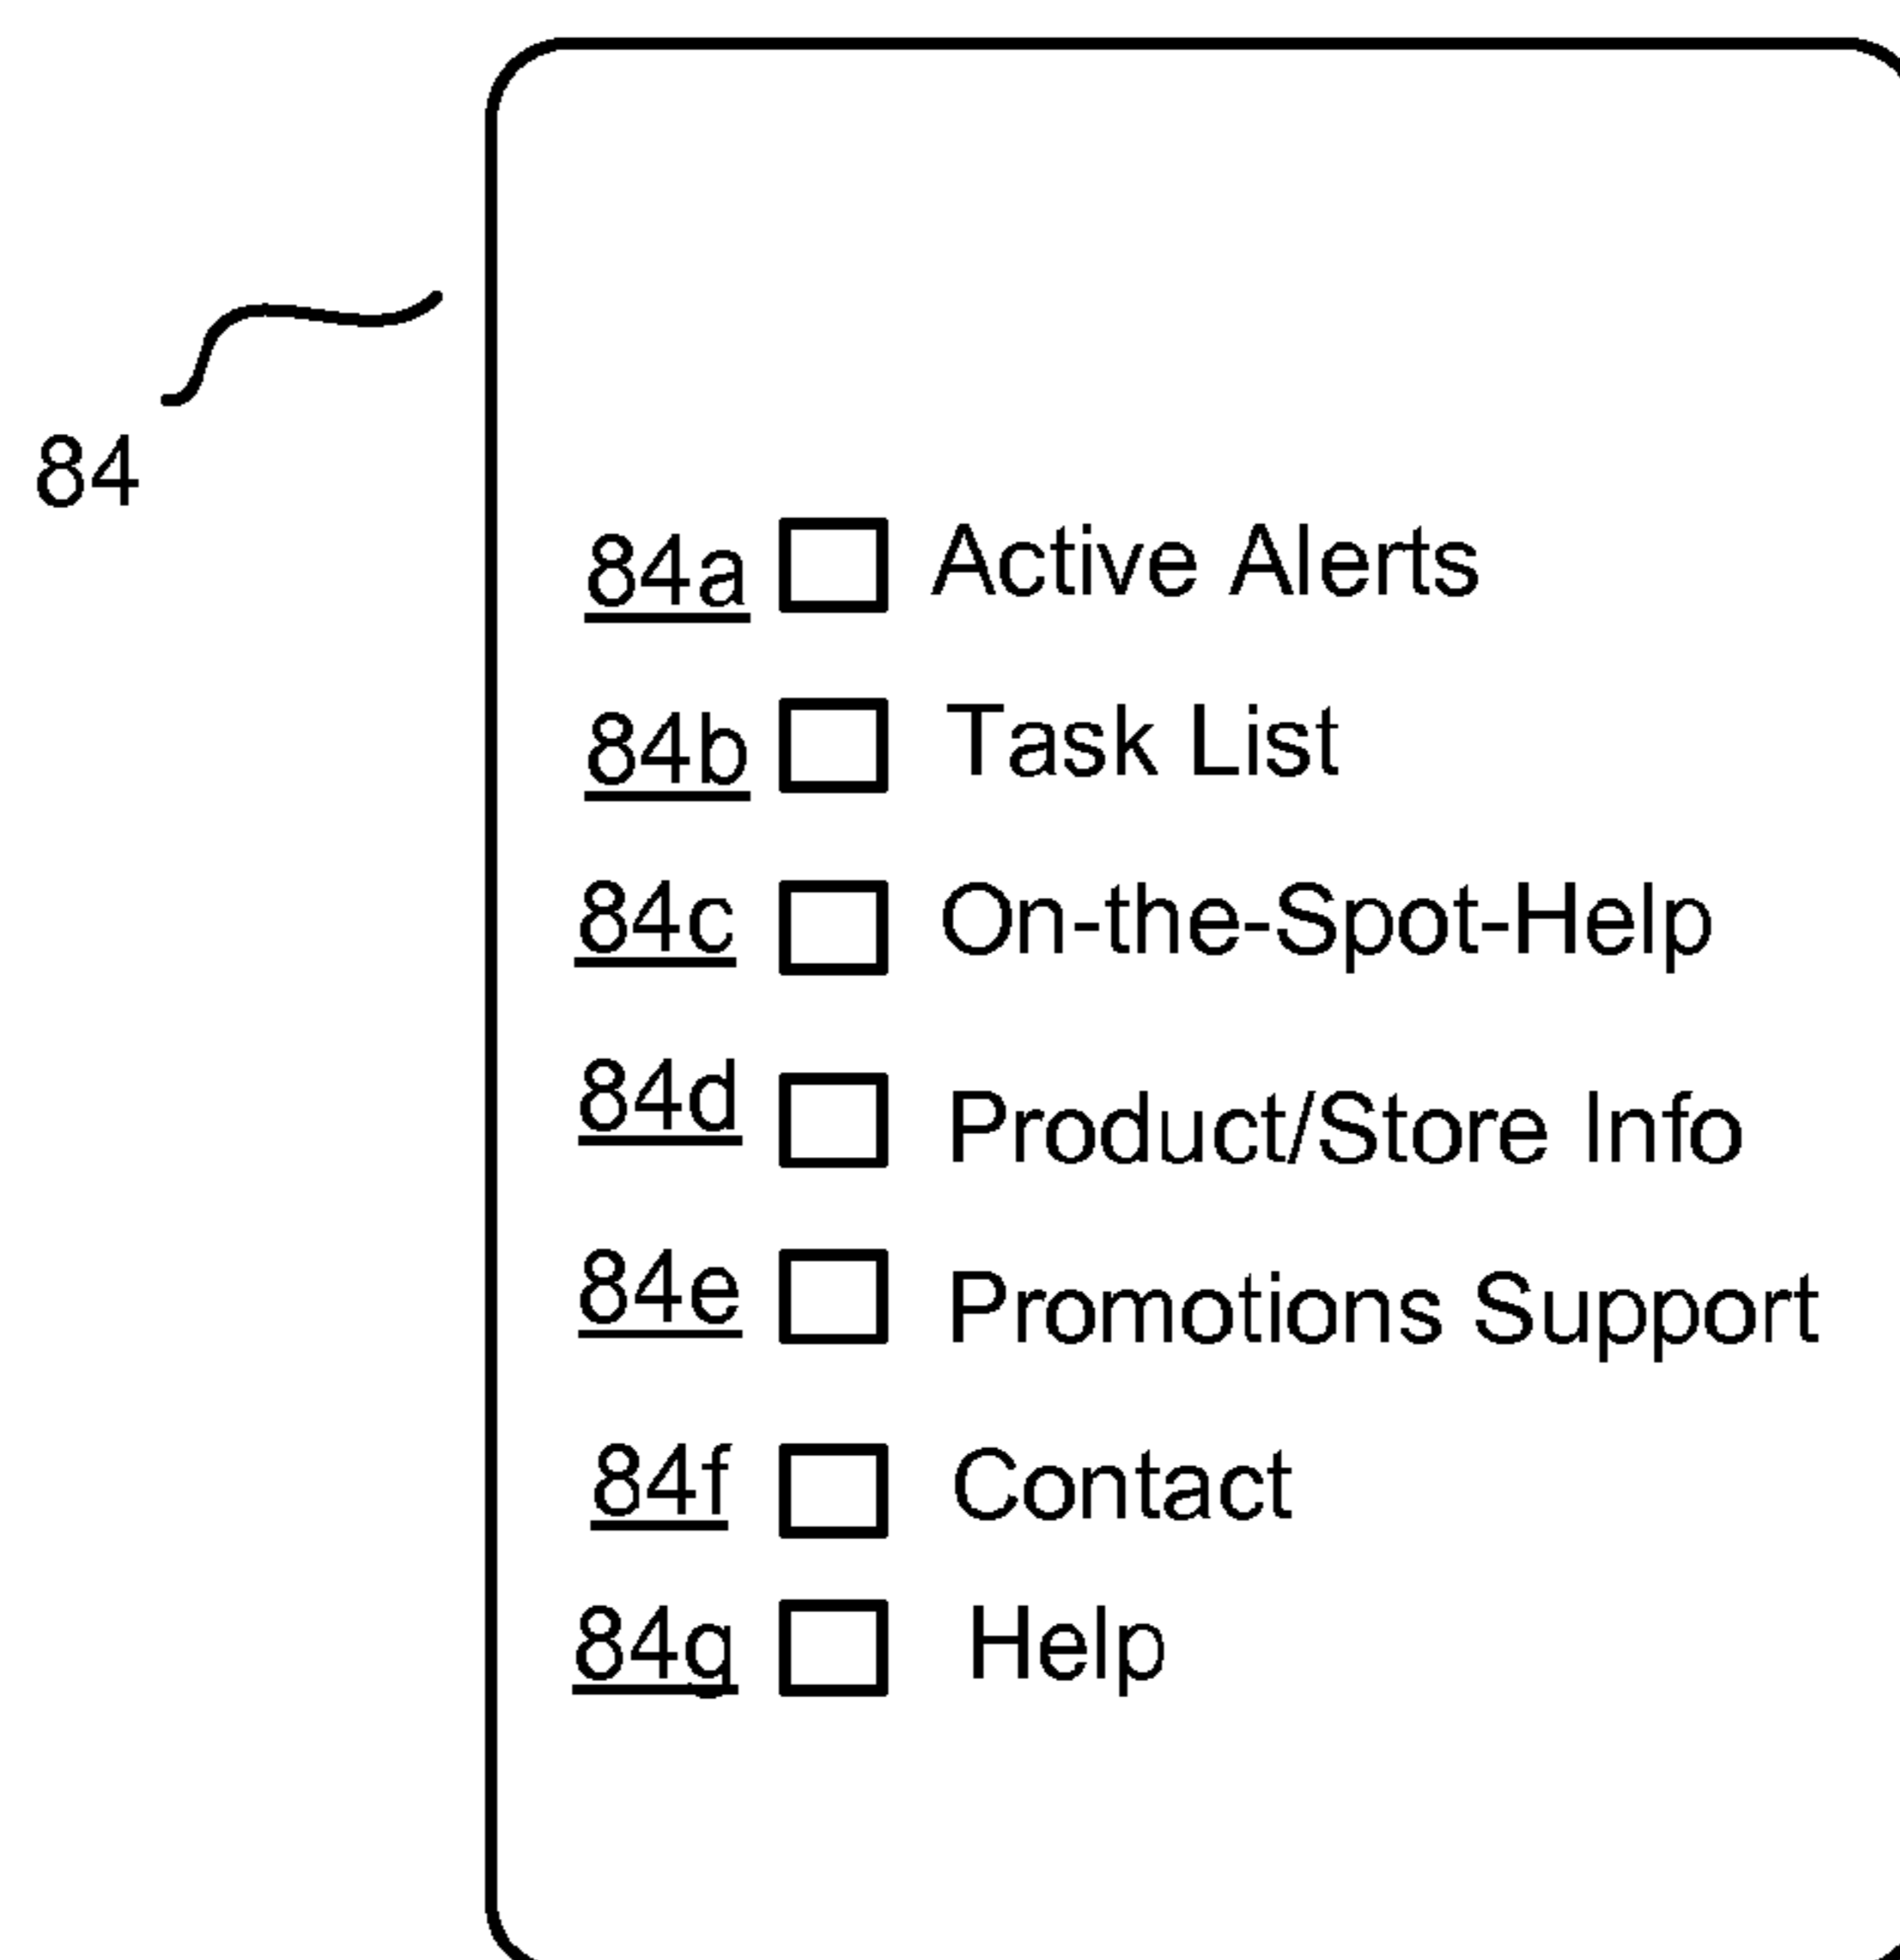 84
84a Active Alerts
84b Task List
84c On-the-Spot-Help
84d Product/Store Info
84e Promotions Support
84f Contact
84g Help